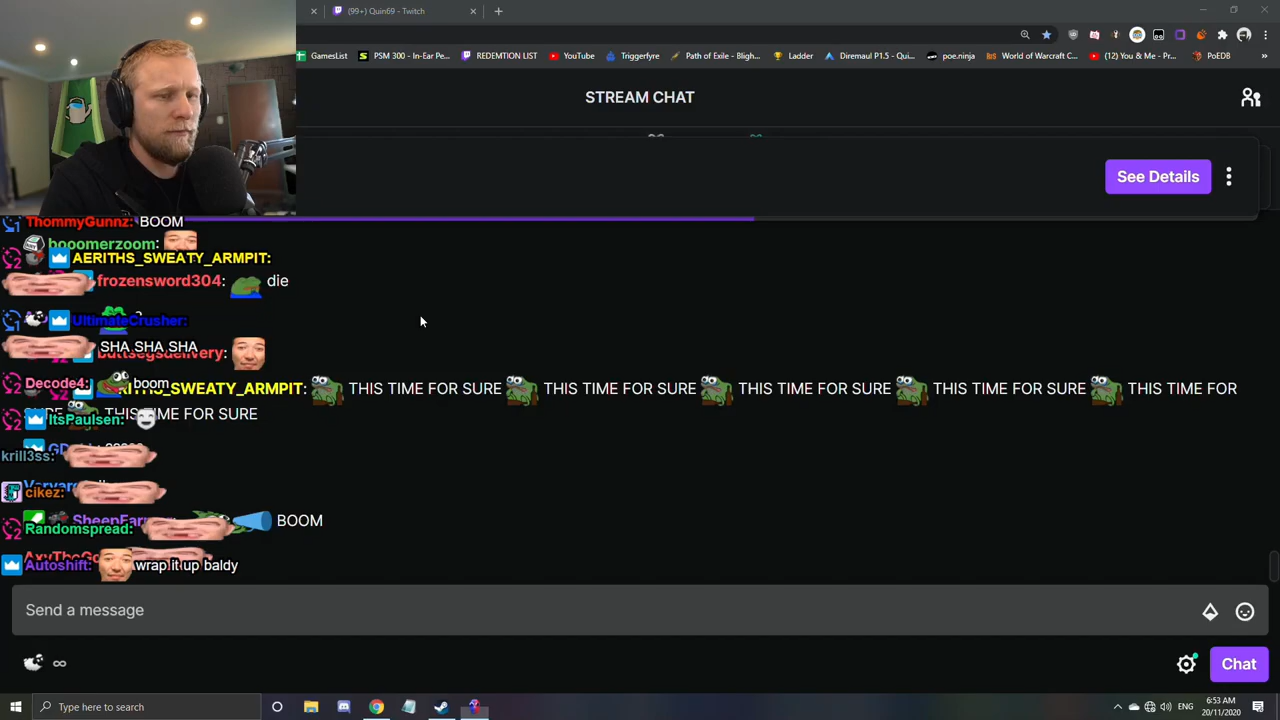 (99+) Quin69 - Twitch
GamesList
PSM 300 - In-Ear Pe...
REDEMTION LIST
YouTube
Triggerfyre
Path of Exile - Bligh...
Ladder
Diremaul P1.5 - Qui...
poe.ninja
World of Warcraft C...
(12) You & Me - Pr...
PoEDB
STREAM CHAT
See Details
ThommyGunnz: BOOM
booomerzoom:
AERITHS_SWEATY_ARMPIT:
frozensword304: die
UltimateCrusher:
SHA SHA SHA
buttsegsdelivery:
Decode4: boom
SWEATY_ARMPIT: THIS TIME FOR SURE THIS TIME FOR SURE THIS TIME FOR SURE THIS TIME FOR SURE THIS TIME FOR
THIS TIME FOR SURE
ItsPaulsen:
krill3ss:
cikez:
BOOM
Randomspread:
Autoshift: wrap it up baldy
Send a message
∞
Chat
Type here to search
ENG
6:53 AM
20/11/2020